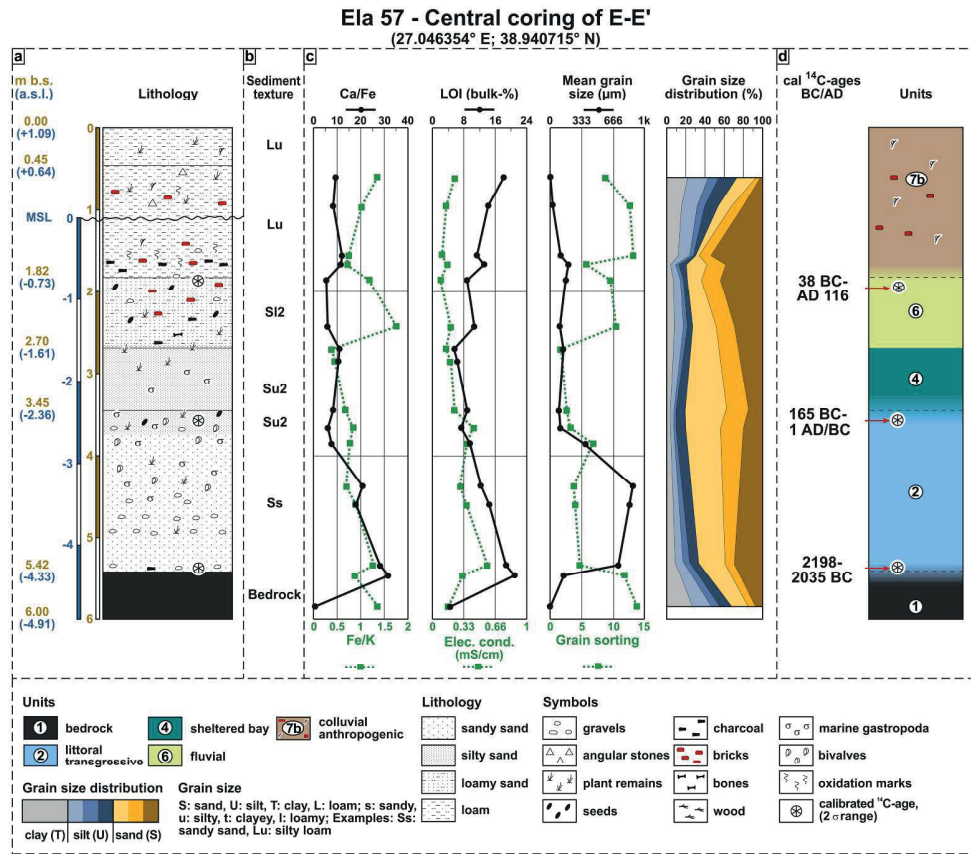 Ela 57 - Central coring of E-E'
(27.046354° E; 38.940715° N)
a
b
c
d
m b.s.
(a.s.l.)
Lithology
Sediment
texture
Ca/Fe
LOI (bulk-%)
Mean grain
size (µm)
Grain size
distribution (%)
cal ¹⁴C-ages
BC/AD
Units
0 10 20 30 40
0 8 16 24
0 333 666 1k
0 20 40 60 80 100
0.00
(+1.09)
0.45
(+0.64)
MSL
1.82
(-0.73)
2.70
(-1.61)
3.45
(-2.36)
5.42
(-4.33)
6.00
(-4.91)
0
-1
-2
-3
-4
0
1
2
3
4
5
6
Lu
Lu
Sl2
Su2
Su2
Ss
Bedrock
0 0.5 1 1.5 2
Fe/K
0 0.33 0.66 1
Elec. cond.
(mS/cm)
0 5 10 15
Grain sorting
38 BC-
AD 116
165 BC-
1 AD/BC
2198-
2035 BC
7b
6
4
2
1
Units
1 bedrock
4 sheltered bay
7b colluvial
anthropogenic
2 littoral
transgressive
6 fluvial
Grain size distribution
clay (T) silt (U) sand (S)
Grain size
S: sand, U: silt, T: clay, L: loam; s: sandy,
u: silty, t: clayey, l: loamy; Examples: Ss:
sandy sand, Lu: silty loam
Lithology
sandy sand
silty sand
loamy sand
loam
Symbols
gravels
angular stones
plant remains
seeds
charcoal
bricks
bones
wood
marine gastropoda
bivalves
oxidation marks
calibrated ¹⁴C-age,
(2 σ range)